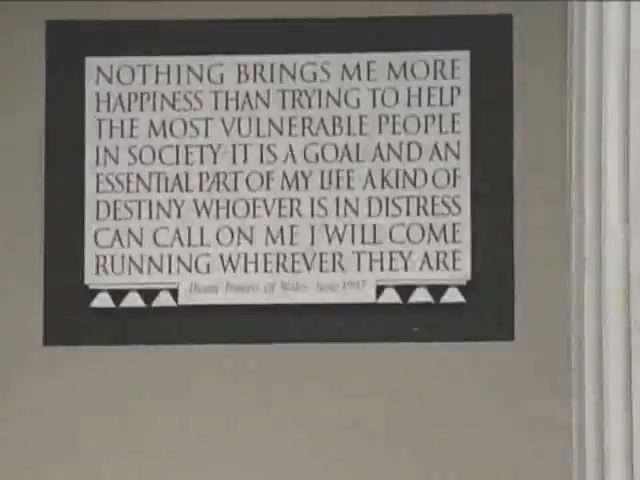 NOTHING BRINGS ME MORE
HAPPINESS THAN TRYING TO HELP
THE MOST VULNERABLE PEOPLE
IN SOCIETY · IT IS A GOAL AND AN
ESSENTIAL PART OF MY LIFE · A KIND OF
DESTINY WHOEVER IS IN DISTRESS
CAN CALL ON ME I WILL COME
RUNNING WHEREVER THEY ARE
Diana Princess of Wales June 1997